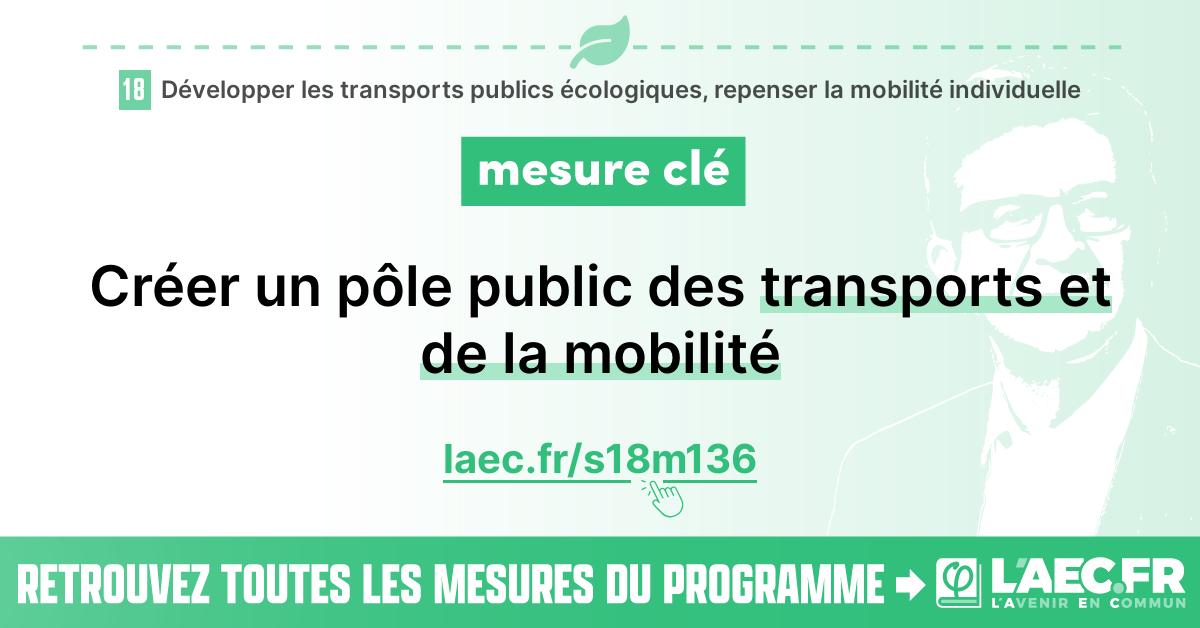 18 Développer les transports publics écologiques, repenser la mobilité individuelle
mesure clé
Créer un pôle public des transports et
de la mobilité
laec.fr/s18m136
RETROUVEZ TOUTES LES MESURES DU PROGRAMME
φ L'AEC.FR
L'AVENIR EN COMMUN